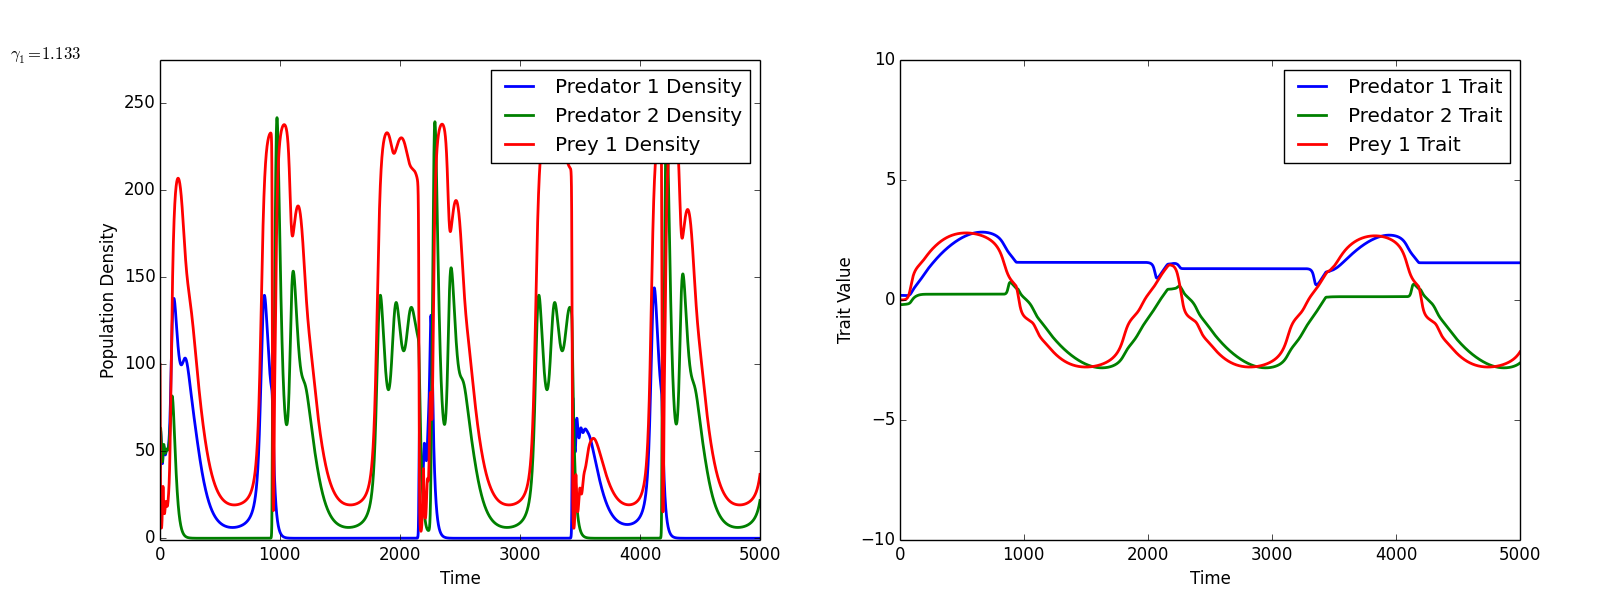 γ₁=1.133
Predator 1 Density
Predator 2 Density
Prey 1 Density
250
200
150
100
50
0
0 1000 2000 3000 4000 5000
Time
Population Density
Predator 1 Trait
Predator 2 Trait
Prey 1 Trait
10
5
0
−5
−10
0 1000 2000 3000 4000 5000
Time
Trait Value